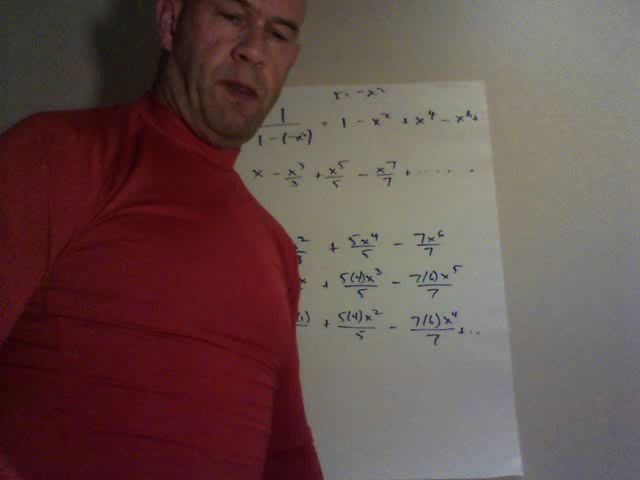 r = -x²
1/(1-(-x²)) = 1 - x² + x⁴ - x⁶+
x - x³/3 + x⁵/5 - x⁷/7 + ......
+ 5x⁴/5 - 7x⁶/7
+ 5(4)x³/5 - 7(6)x⁵/7
+ 5(4)x²/5 - 7(6)x⁴/7 + ..